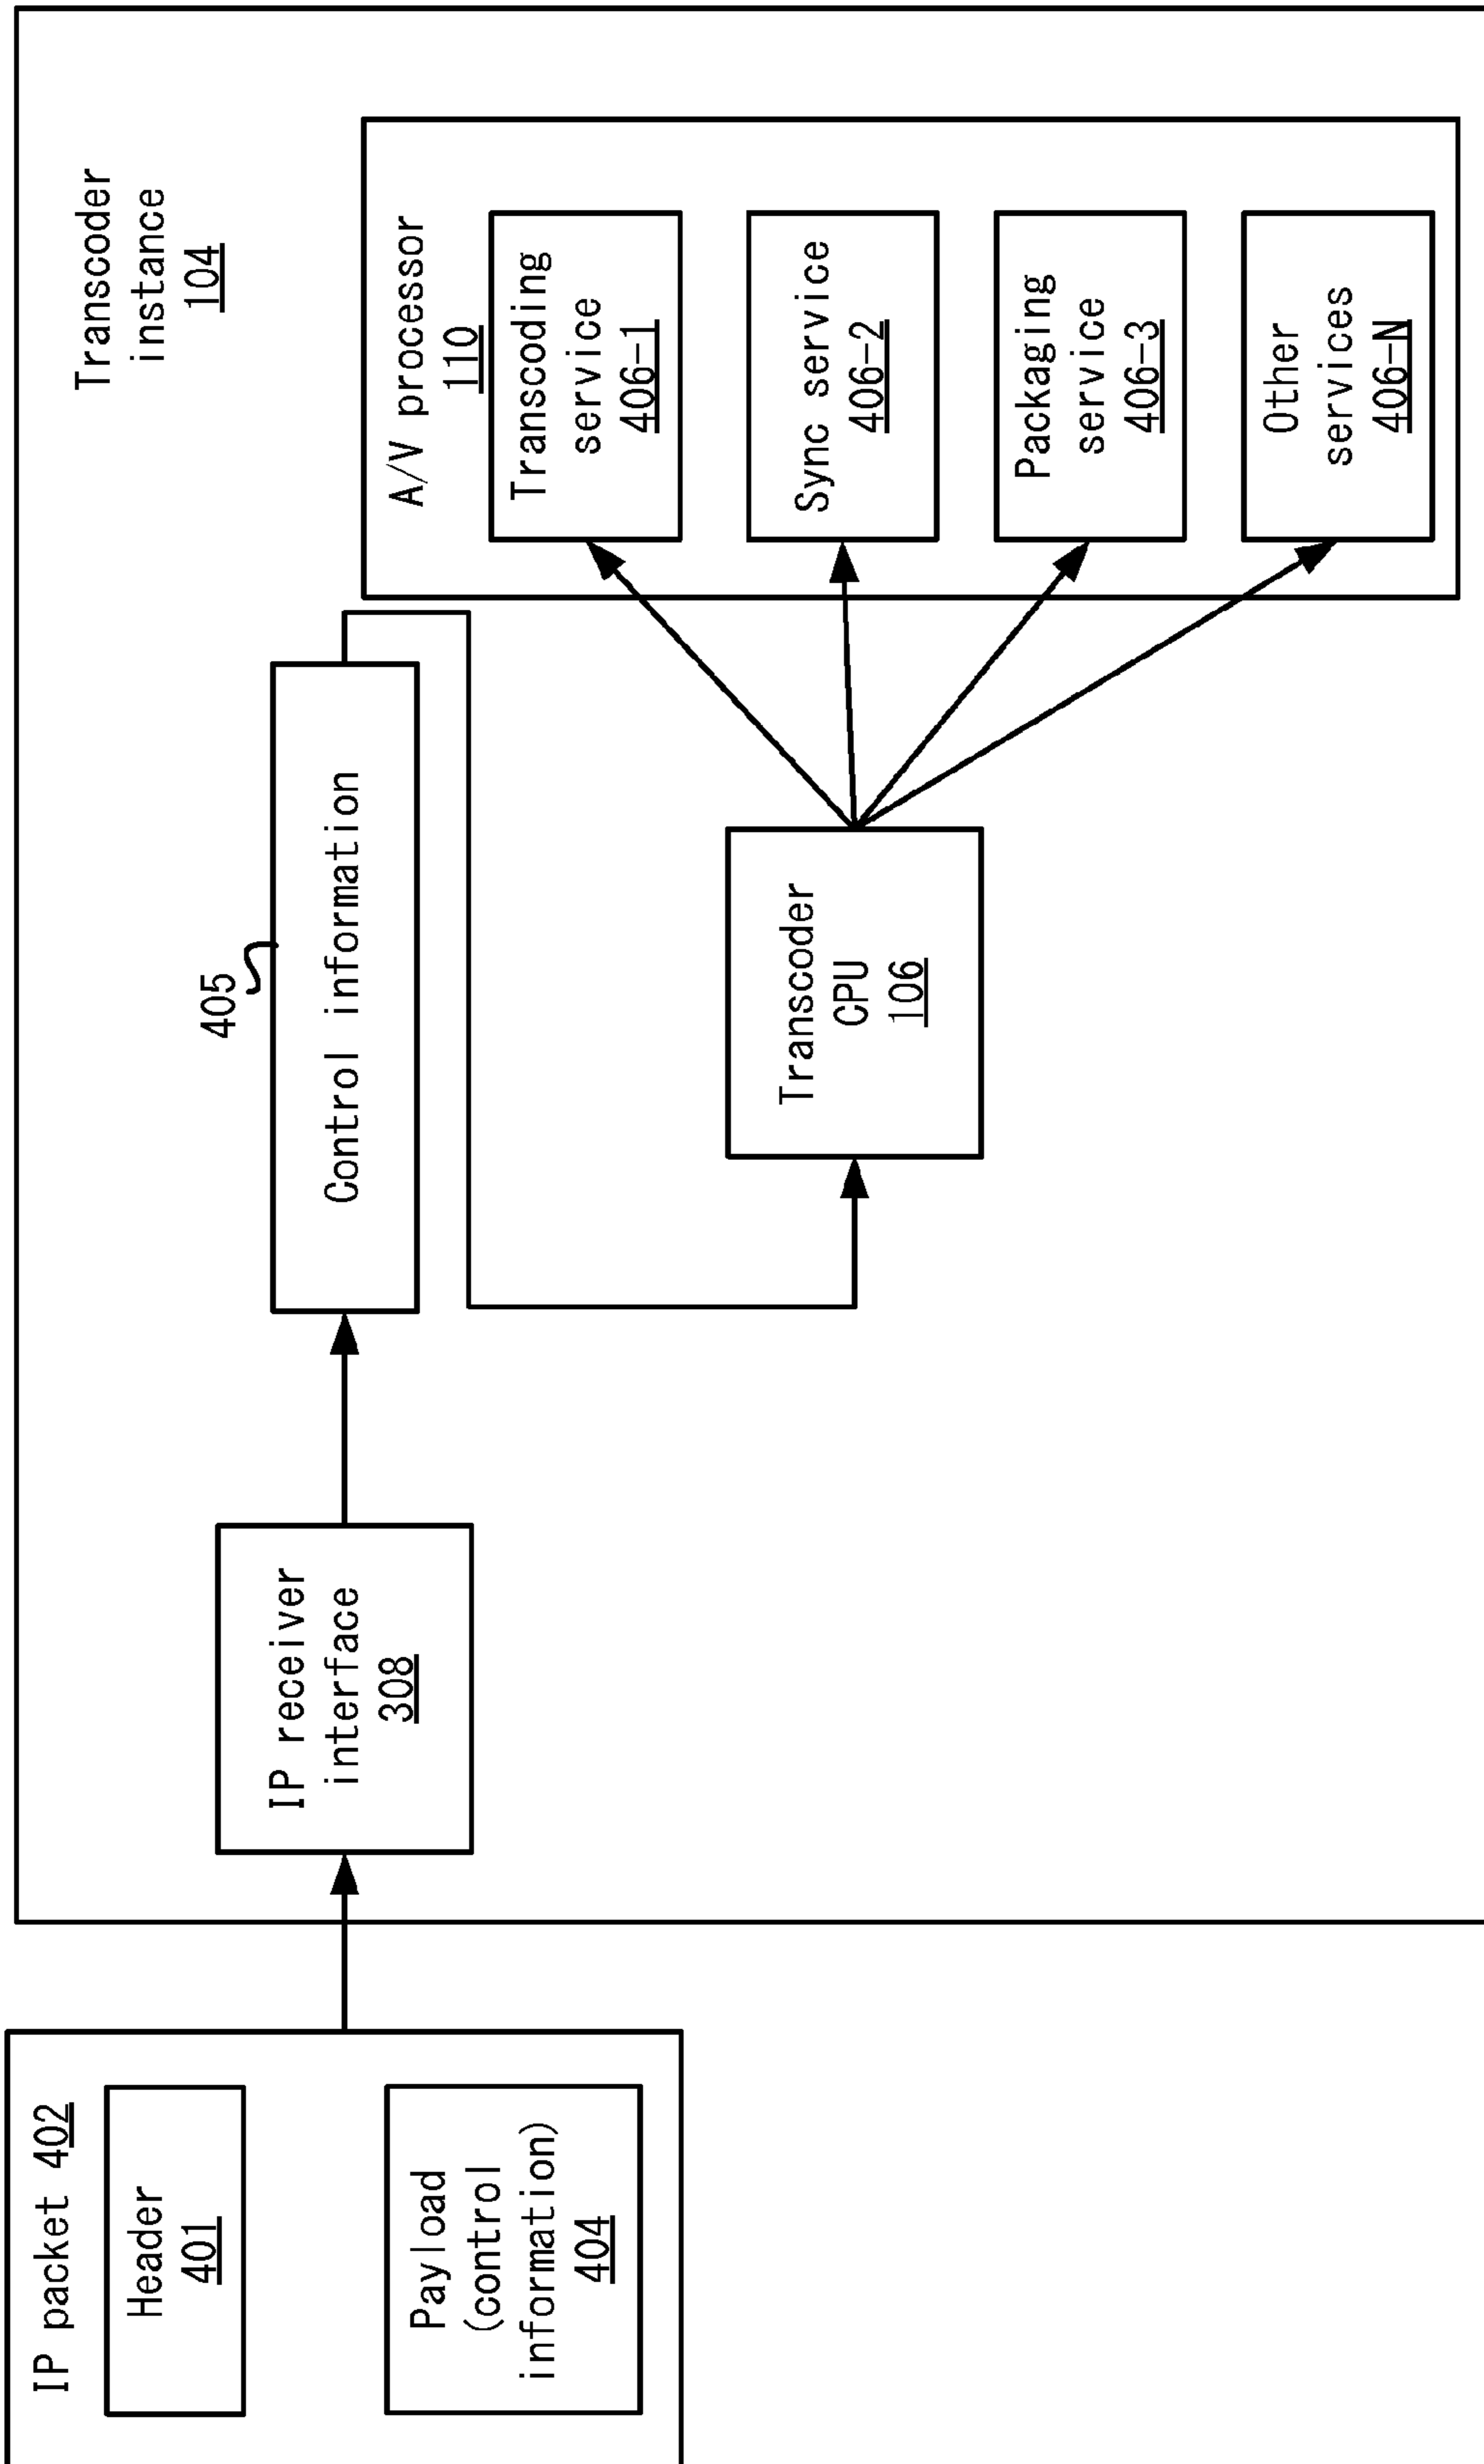 IP packet 402
Header
401
Payload
(control
information)
404
IP receiver
interface
308
405
Control information
Transcoder
CPU
106
Transcoder
instance
104
A/V processor
110
Transcoding
service
406-1
Sync service
406-2
Packaging
service
406-3
Other
services
406-N